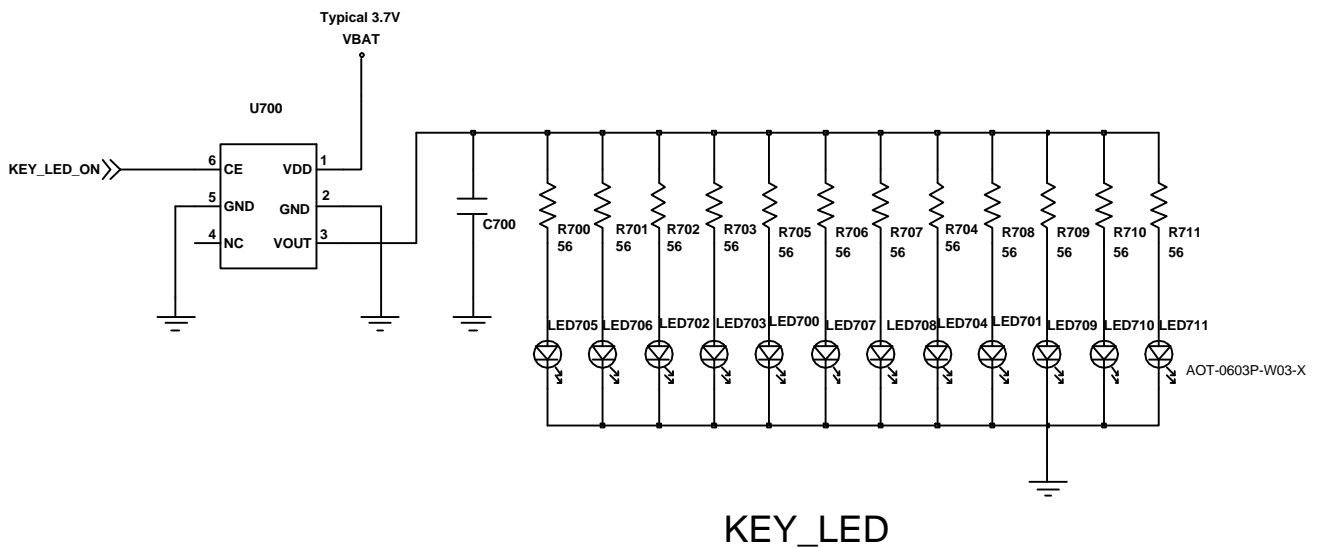 Typical 3.7V
VBAT
U700
KEY_LED_ON
6
CE
VDD
1
5
GND
GND
2
4
NC
VOUT
3
C700
R700
56
R701
56
R702
56
R703
56
R705
56
R706
56
R707
56
R704
56
R708
56
R709
56
R710
56
R711
56
LED705
LED706
LED702
LED703
LED700
LED707
LED708
LED704
LED701
LED709
LED710
LED711
AOT-0603P-W03-X
KEY_LED